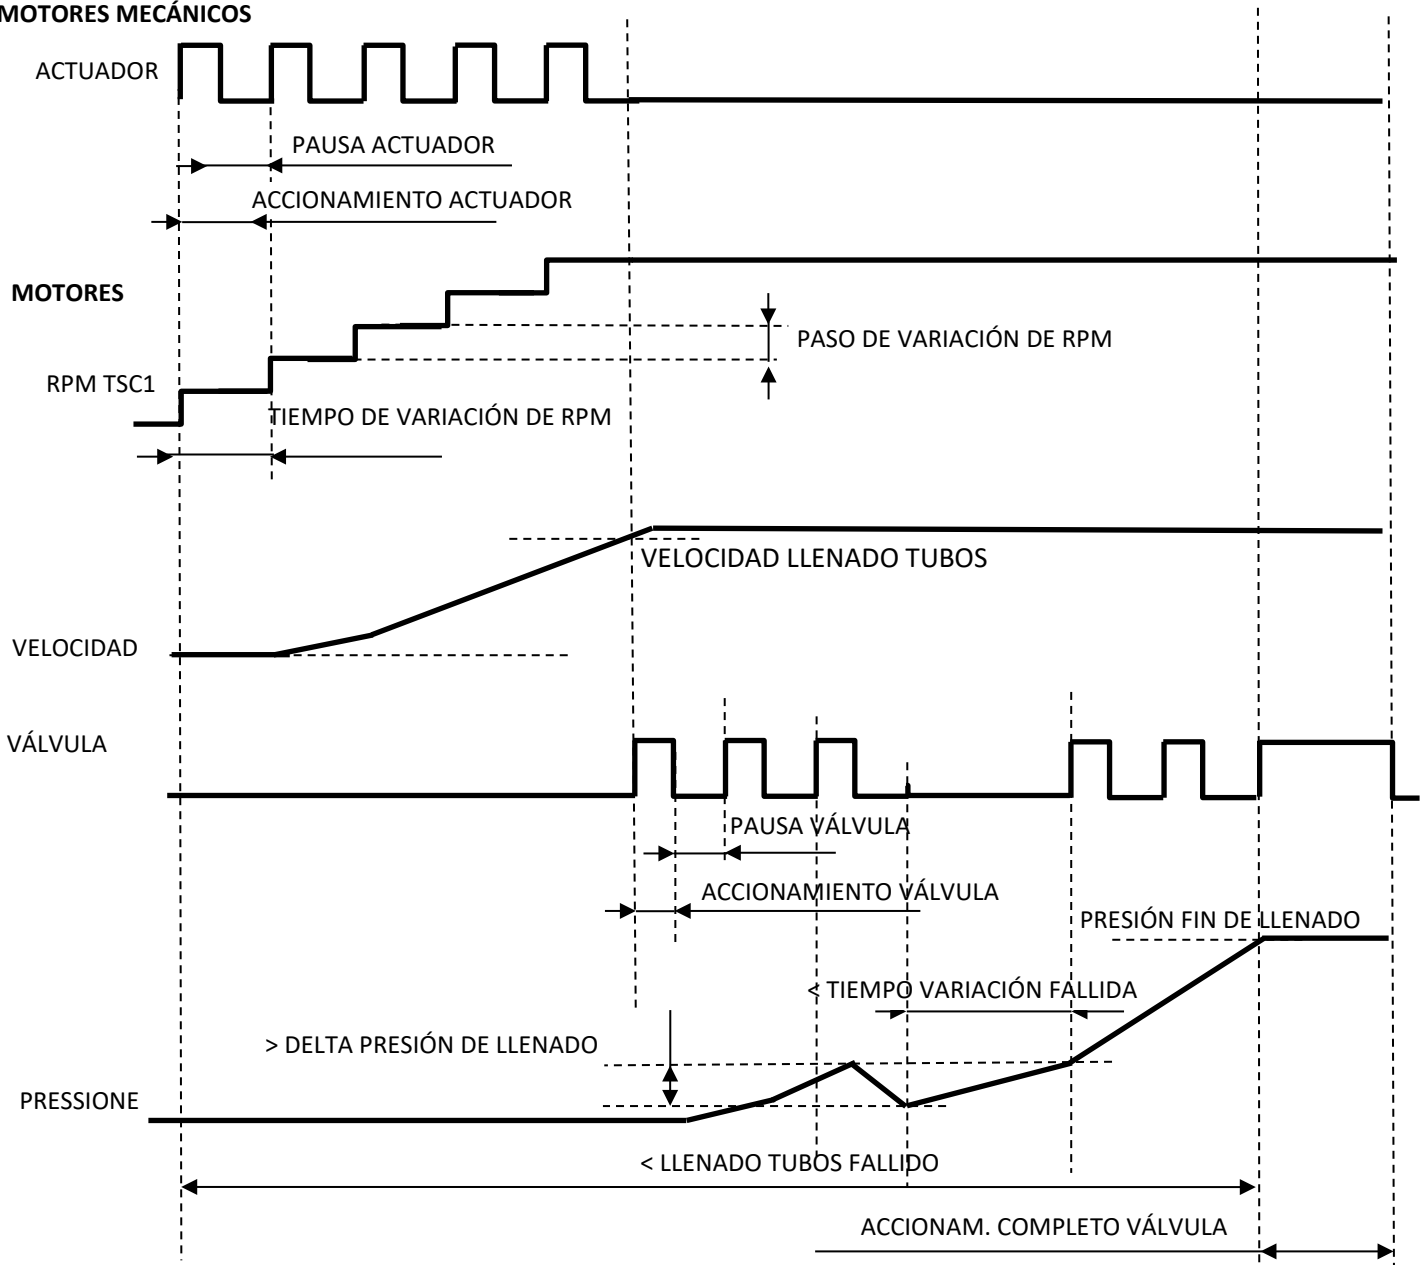 MOTORES MECÁNICOS
ACTUADOR
PAUSA ACTUADOR
ACCIONAMIENTO ACTUADOR
MOTORES
PASO DE VARIACIÓN DE RPM
RPM TSC1
TIEMPO DE VARIACIÓN DE RPM
VELOCIDAD LLENADO TUBOS
VELOCIDAD
VÁLVULA
PAUSA VÁLVULA
ACCIONAMIENTO VÁLVULA
PRESIÓN FIN DE LLENADO
< TIEMPO VARIACIÓN FALLIDA
> DELTA PRESIÓN DE LLENADO
PRESSIONE
< LLENADO TUBOS FALLIDO
ACCIONAM. COMPLETO VÁLVULA